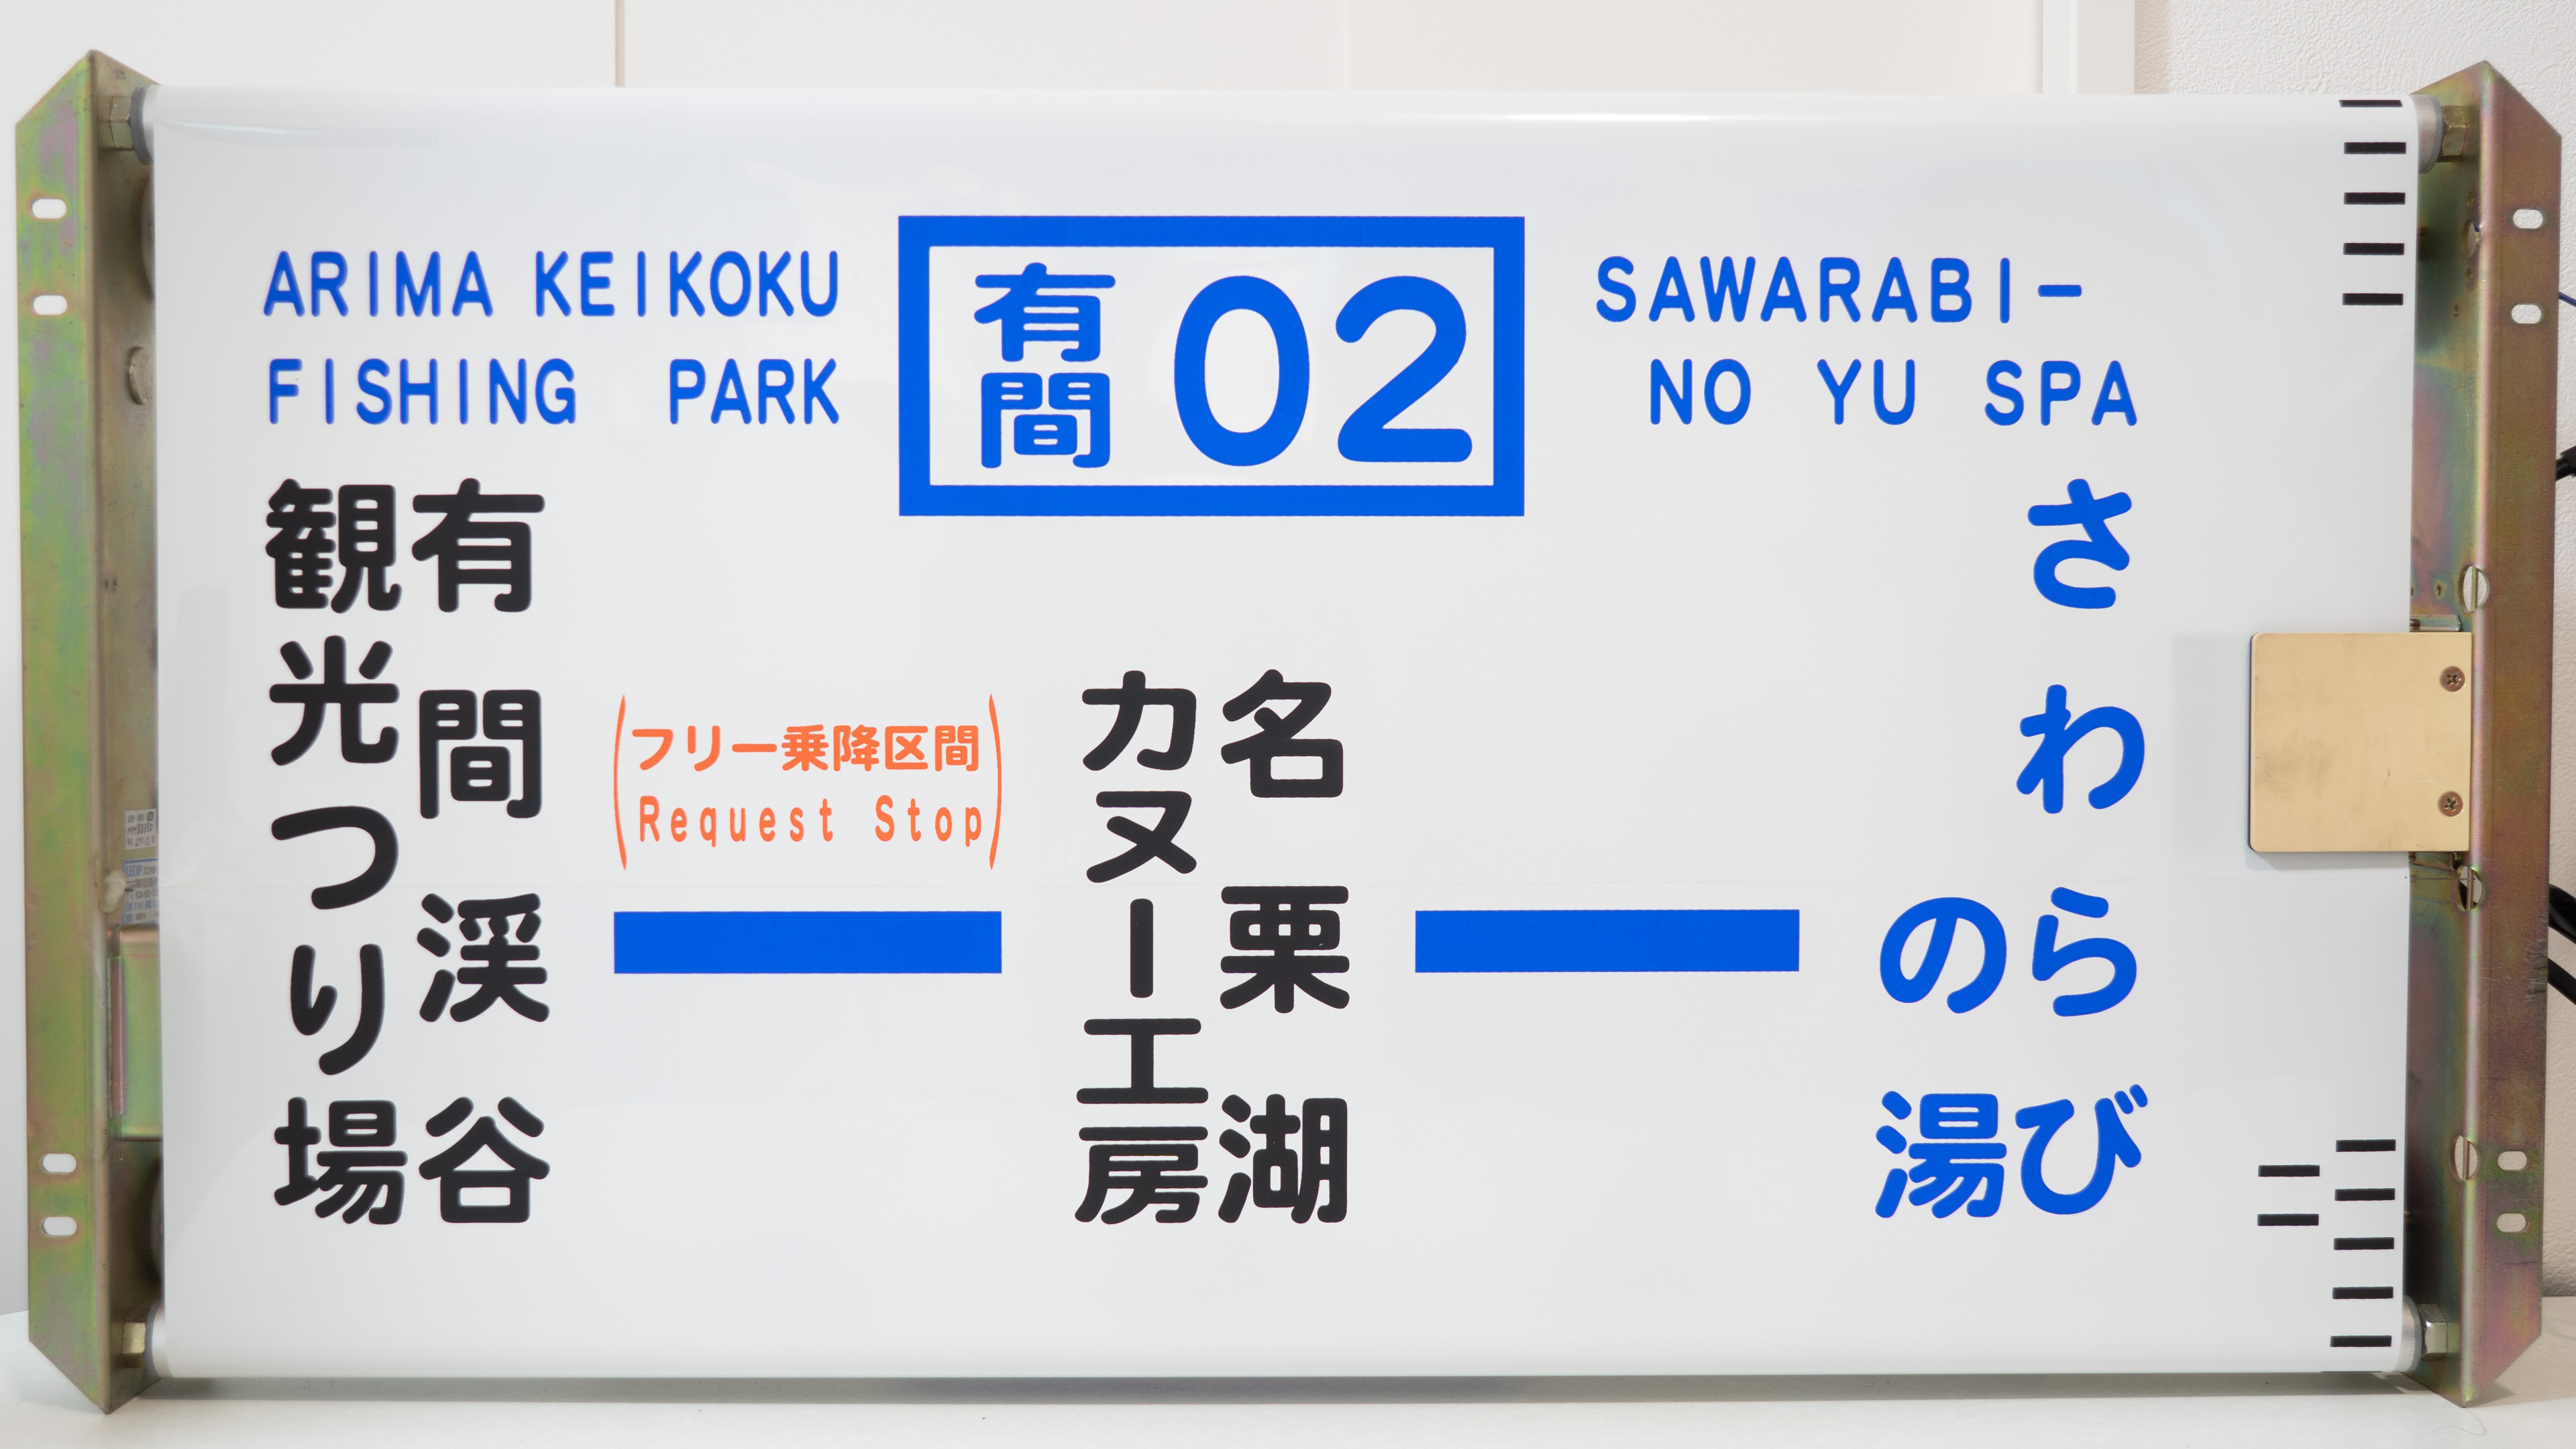 ARIMA KEIKOKU
FISHING PARK
有間 02
SAWARABI-
NO YU SPA
有間渓谷
観光つり場
(フリー乗降区間
Request Stop)
名栗湖
カヌー工房
さわらび
の湯